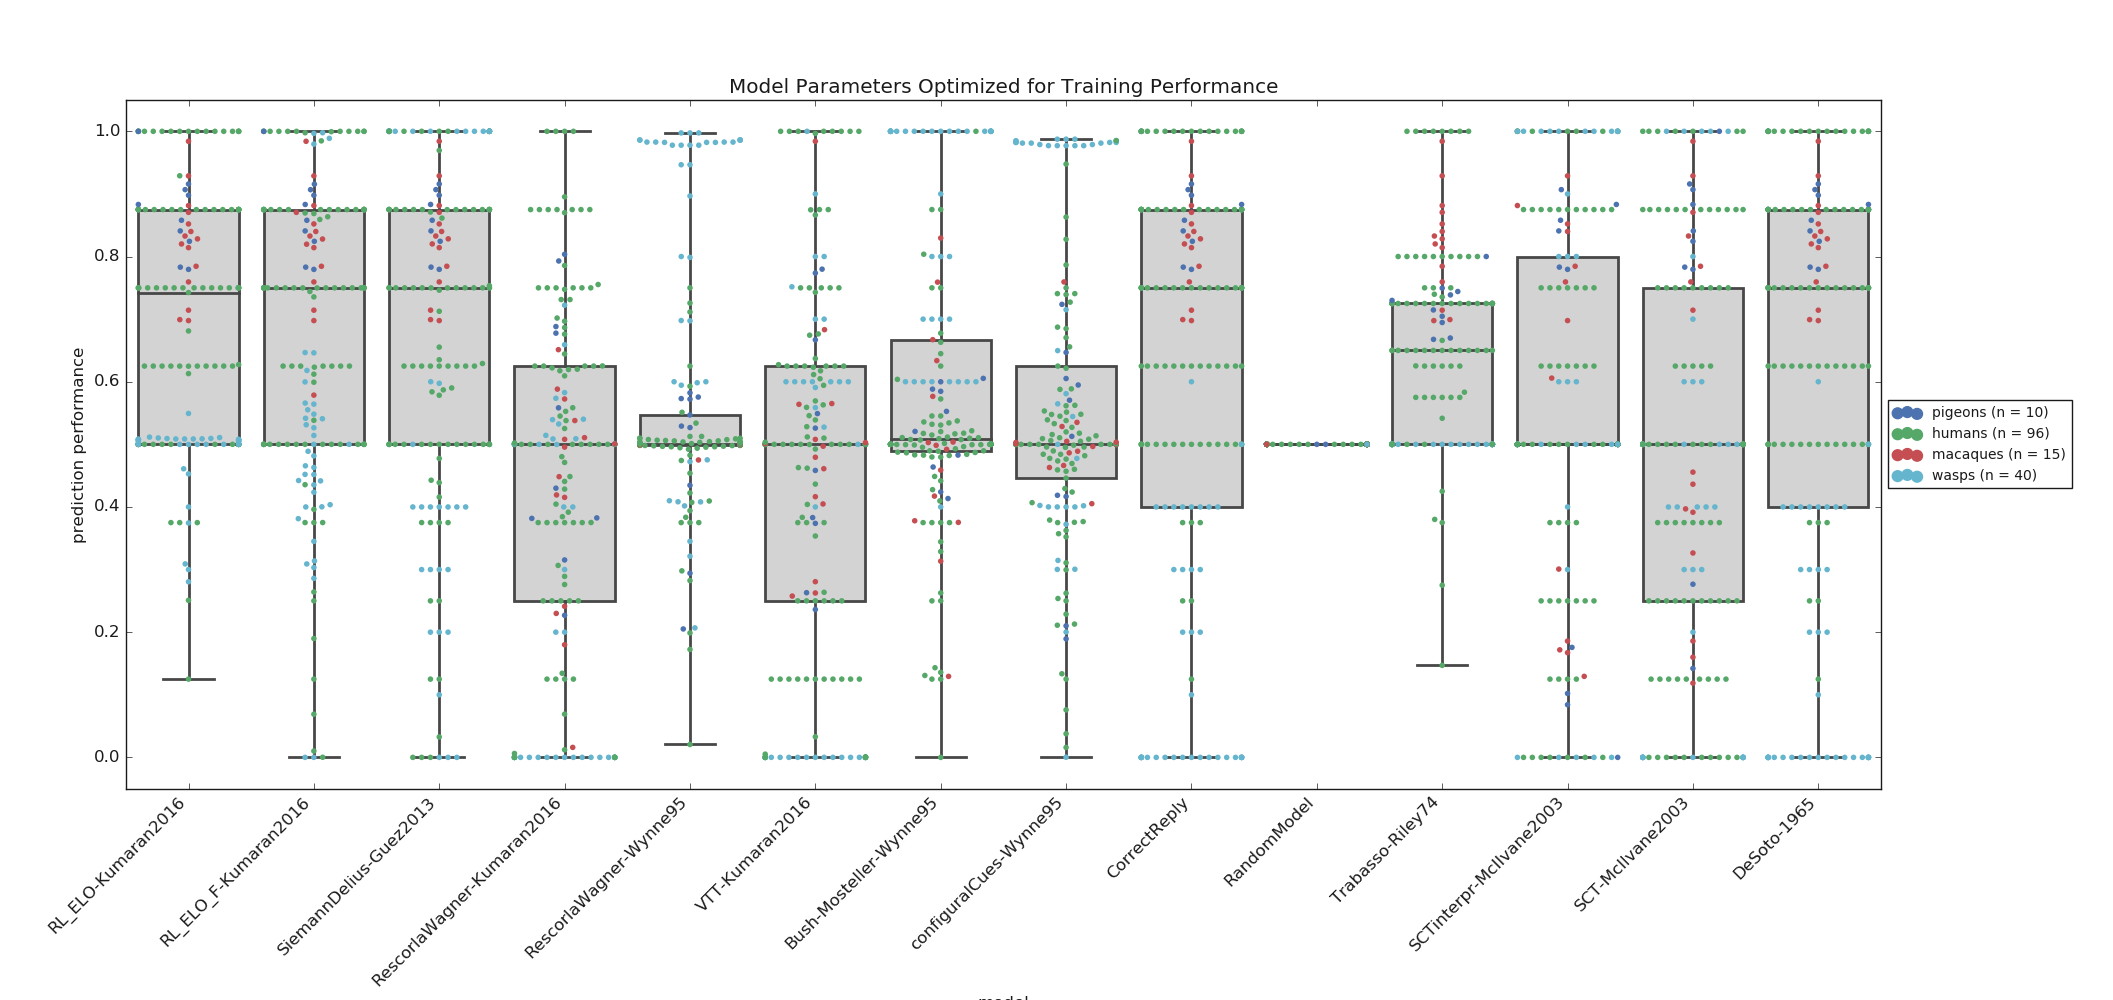 Model Parameters Optimized for Training Performance
prediction performance
1.0
0.8
0.6
0.4
0.2
0.0
pigeons (n = 10)
humans (n = 96)
macaques (n = 15)
wasps (n = 40)
RL_ELO-Kumaran2016
RL_ELO_F-Kumaran2016
SiemannDelius-Guez2013
RescorlaWagner-Kumaran2016
RescorlaWagner-Wynne95
VTT-Kumaran2016
Bush-Mosteller-Wynne95
configuralCues-Wynne95
CorrectReply
RandomModel
Trabasso-Riley74
SCTinterpr-McIlvane2003
SCT-McIlvane2003
DeSoto-1965
model